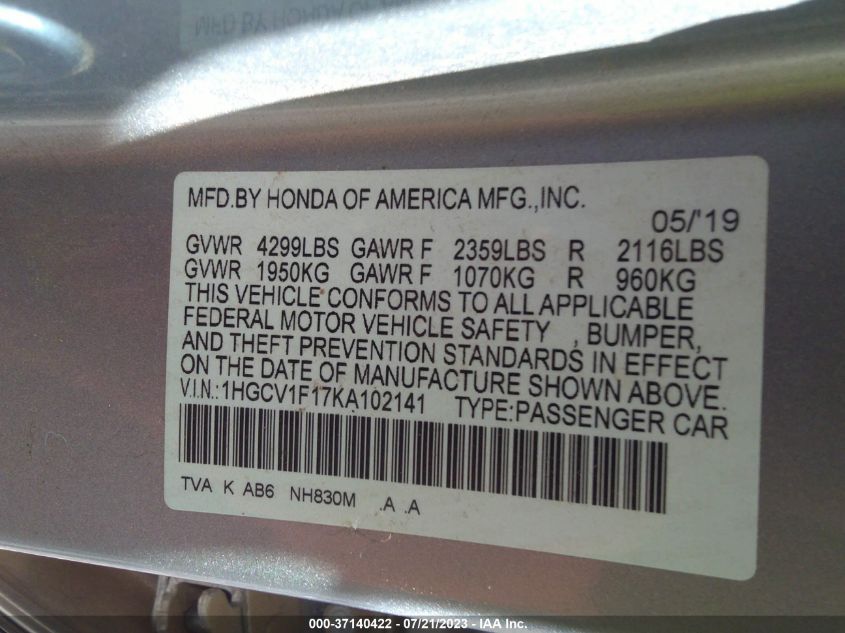 MFD.BY HONDA OF AMERICA MFG.,INC.
05/'19
GVWR 4299LBS GAWR F 2359LBS R 2116LBS
GVWR 1950KG GAWR F 1070KG R 960KG
THIS VEHICLE CONFORMS TO ALL APPLICABLE
FEDERAL MOTOR VEHICLE SAFETY , BUMPER,
AND THEFT PREVENTION STANDARDS IN EFFECT
ON THE DATE OF MANUFACTURE SHOWN ABOVE.
V.I.N.:1HGCV1F17KA102141 TYPE:PASSENGER CAR
TVA K AB6 NH830M .A .A
000-37140422 - 07/21/2023 - IAA Inc.